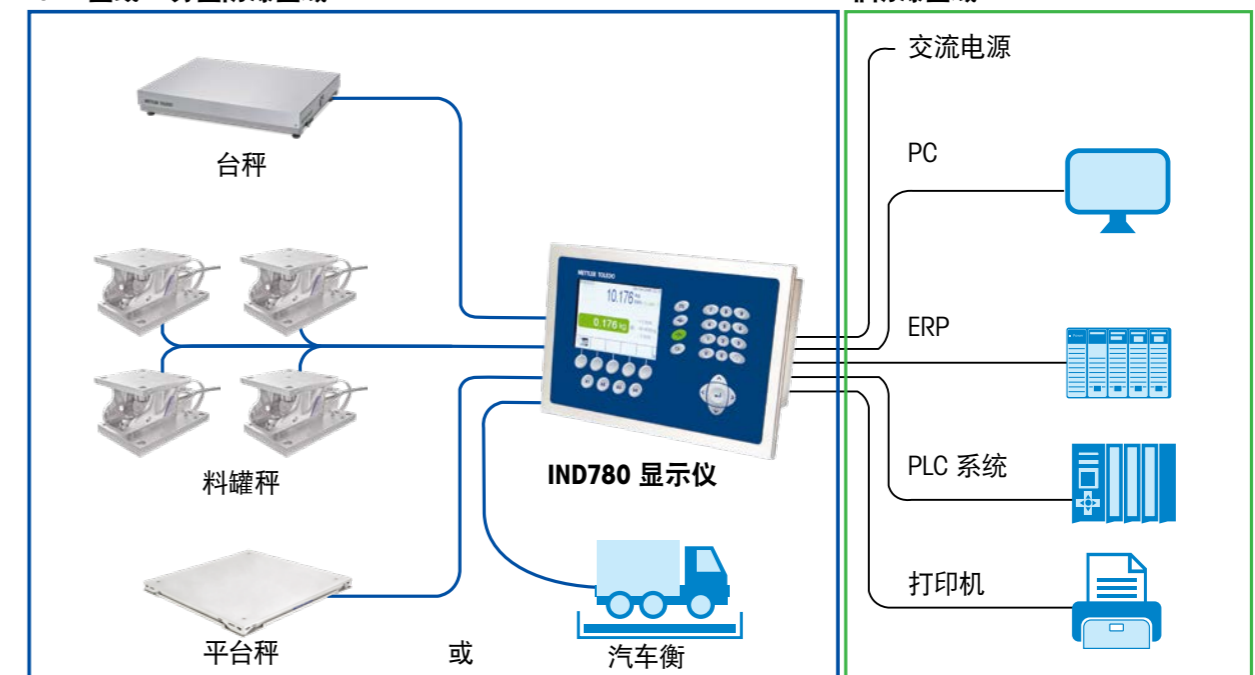 交流电源
PC
台秤
METTLER TOLEDO
10.176
0.176 kg
ERP
料罐秤
IND780 显示仪
PLC 系统
打印机
平台秤
或
汽车衡